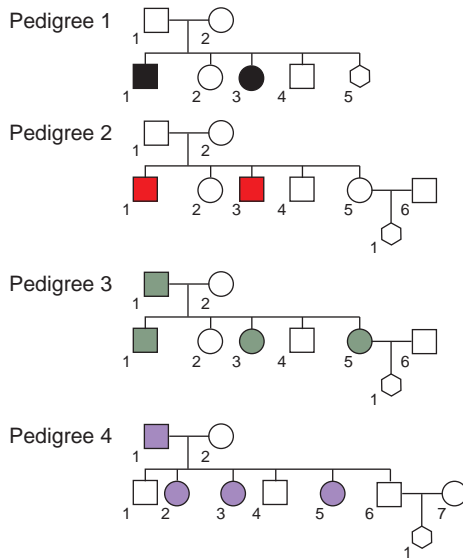 Pedigree 1
1 2
1 2 3 4 5
Pedigree 2
1 2
1 2 3 4 5 6
1
Pedigree 3
1 2
1 2 3 4 5 6
1
Pedigree 4
1 2
1 2 3 4 5 6 7
1